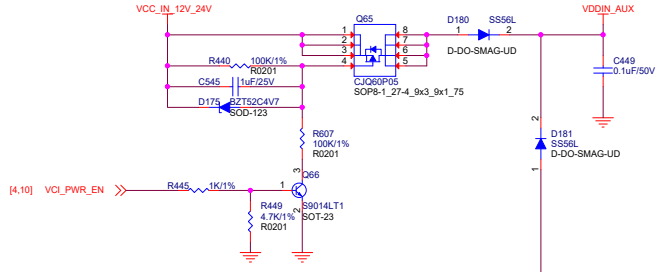 VCC_IN_12V_24V
Q65
D180
SS56L
VDDIN_AUX
1
8
1
2
2
7
3
6
D-DO-SMAG-UD
4
5
R440
100K/1%
R0201
CJQ60P05
SOP8-1_27-4_9x3_9x1_75
C449
0.1uF/50V
C545
1uF/25V
D175
BZT52C4V7
SOD-123
2
D181
SS56L
D-DO-SMAG-UD
1
R607
100K/1%
R0201
3
Q66
[4,10] VCI_PWR_EN
R445
1K/1%
1
S9014LT1
SOT-23
2
R449
4.7K/1%
R0201